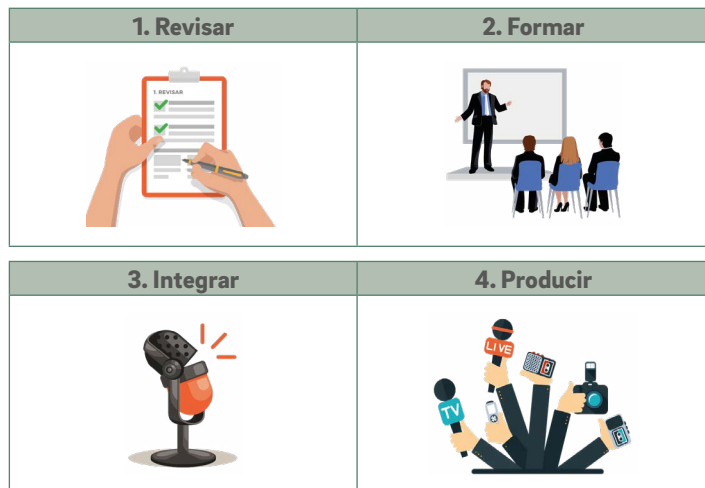 1. Revisar
2. Formar
1. REVISAR
3. Integrar
4. Producir
LIVE
TV